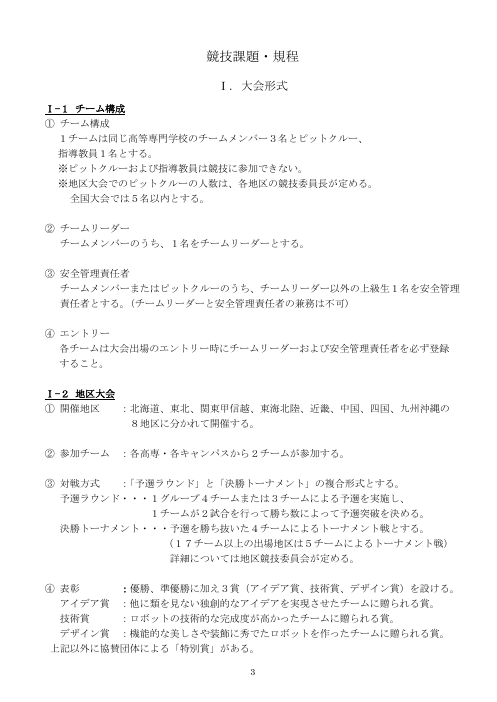 競技課題・規程
Ⅰ．大会形式
Ⅰ-１ チーム構成
① チーム構成
１チームは同じ高等専門学校のチームメンバー３名とピットクルー、
指導教員１名とする。
※ピットクルーおよび指導教員は競技に参加できない。
※地区大会でのピットクルーの人数は、各地区の競技委員長が定める。
全国大会では５名以内とする。
② チームリーダー
チームメンバーのうち、１名をチームリーダーとする。
③ 安全管理責任者
チームメンバーまたはピットクルーのうち、チームリーダー以外の上級生１名を安全管理
責任者とする。（チームリーダーと安全管理責任者の兼務は不可）
④ エントリー
各チームは大会出場のエントリー時にチームリーダーおよび安全管理責任者を必ず登録
すること。
Ⅰ-２ 地区大会
① 開催地区　：北海道、東北、関東甲信越、東海北陸、近畿、中国、四国、九州沖縄の
８地区に分かれて開催する。
② 参加チーム　：各高専・各キャンパスから２チームが参加する。
③ 対戦方式　：「予選ラウンド」と「決勝トーナメント」の複合形式とする。
予選ラウンド・・・１グループ４チームまたは３チームによる予選を実施し、
１チームが２試合を行って勝ち数によって予選突破を決める。
決勝トーナメント・・・予選を勝ち抜いた４チームによるトーナメント戦とする。
（１７チーム以上の出場地区は５チームによるトーナメント戦）
詳細については地区競技委員会が定める。
④ 表彰　：優勝、準優勝に加え３賞（アイデア賞、技術賞、デザイン賞）を設ける。
アイデア賞　：他に類を見ない独創的なアイデアを実現させたチームに贈られる賞。
技術賞　：ロボットの技術的な完成度が高かったチームに贈られる賞。
デザイン賞　：機能的な美しさや装飾に秀でたロボットを作ったチームに贈られる賞。
上記以外に協賛団体による「特別賞」がある。
3